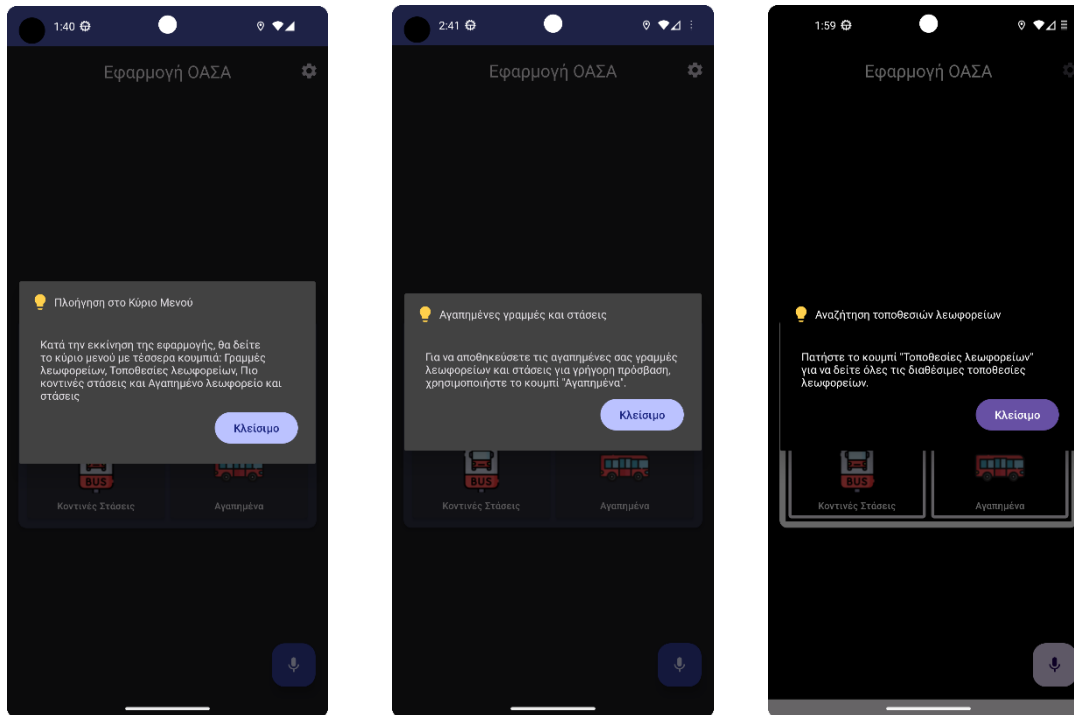 1:40
Εφαρμογή ΟΑΣΑ
Πλοήγηση στο Κύριο Μενού
Κατά την εκκίνηση της εφαρμογής, θα δείτε
το κύριο μενού με τέσσερα κουμπιά: Γραμμές
λεωφορείων, Τοποθεσίες λεωφορείων, Πιο
κοντινές στάσεις και Αγαπημένο λεωφορείο και
στάσεις
Κλείσιμο
BUS
Κοντινές Στάσεις
Αγαπημένα
2:41
Εφαρμογή ΟΑΣΑ
Αγαπημένες γραμμές και στάσεις
Για να αποθηκεύσετε τις αγαπημένες σας γραμμές
λεωφορείων και στάσεις για γρήγορη πρόσβαση,
χρησιμοποιήστε το κουμπί "Αγαπημένα".
Κλείσιμο
BUS
Κοντινές Στάσεις
Αγαπημένα
1:59
Εφαρμογή ΟΑΣΑ
Αναζήτηση τοποθεσιών λεωφορείων
Πατήστε το κουμπί "Τοποθεσίες λεωφορείων"
για να δείτε όλες τις διαθέσιμες τοποθεσίες
λεωφορείων.
Κλείσιμο
BUS
Κοντινές Στάσεις
Αγαπημένα